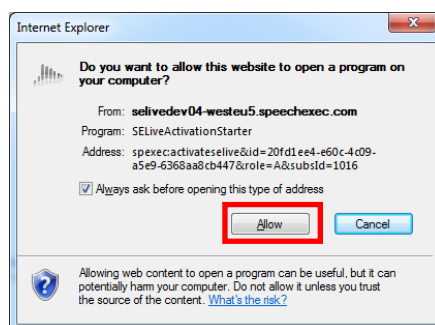 Internet Explorer
Do you want to allow this website to open a program on
your computer?
From: selivedev04-westeu5.speechexec.com
Program: SELiveActivationStarter
Address: spexec:activateselive&id=20fd1ee4-e60c-4c09-
a5e9-6368aa8cb447&role=A&subsId=1016
Always ask before opening this type of address
Allow Cancel
Allowing web content to open a program can be useful, but it can
potentially harm your computer. Do not allow it unless you trust
the source of the content. What's the risk?